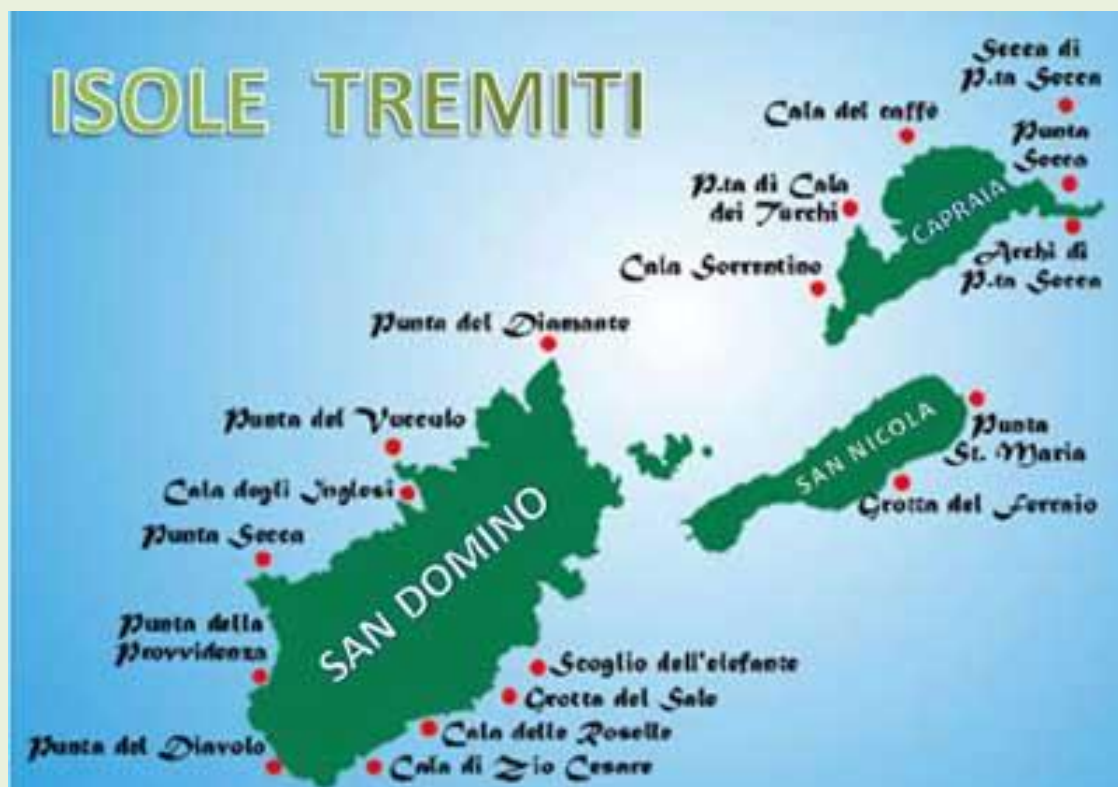 ISOLE TREMITI
Secca di
P.ta Secca
Cala del caffè
Punta
Secca
P.ta di Cala
dei Turchi
CAPRAIA
Archi di
P.ta Secca
Cala Sorrentino
Punta del Diamante
Punta del Vuccolo
SAN NICOLA
Punta
St. Maria
Cala degli Inglesi
Grotta del Ferraio
Punta Secca
SAN DOMINO
Punta della
Provvidenza
Scoglio dell'elefante
Grotta del Sale
Cala delle Roselle
Punta del Diavolo
Cala di Zio Cesare